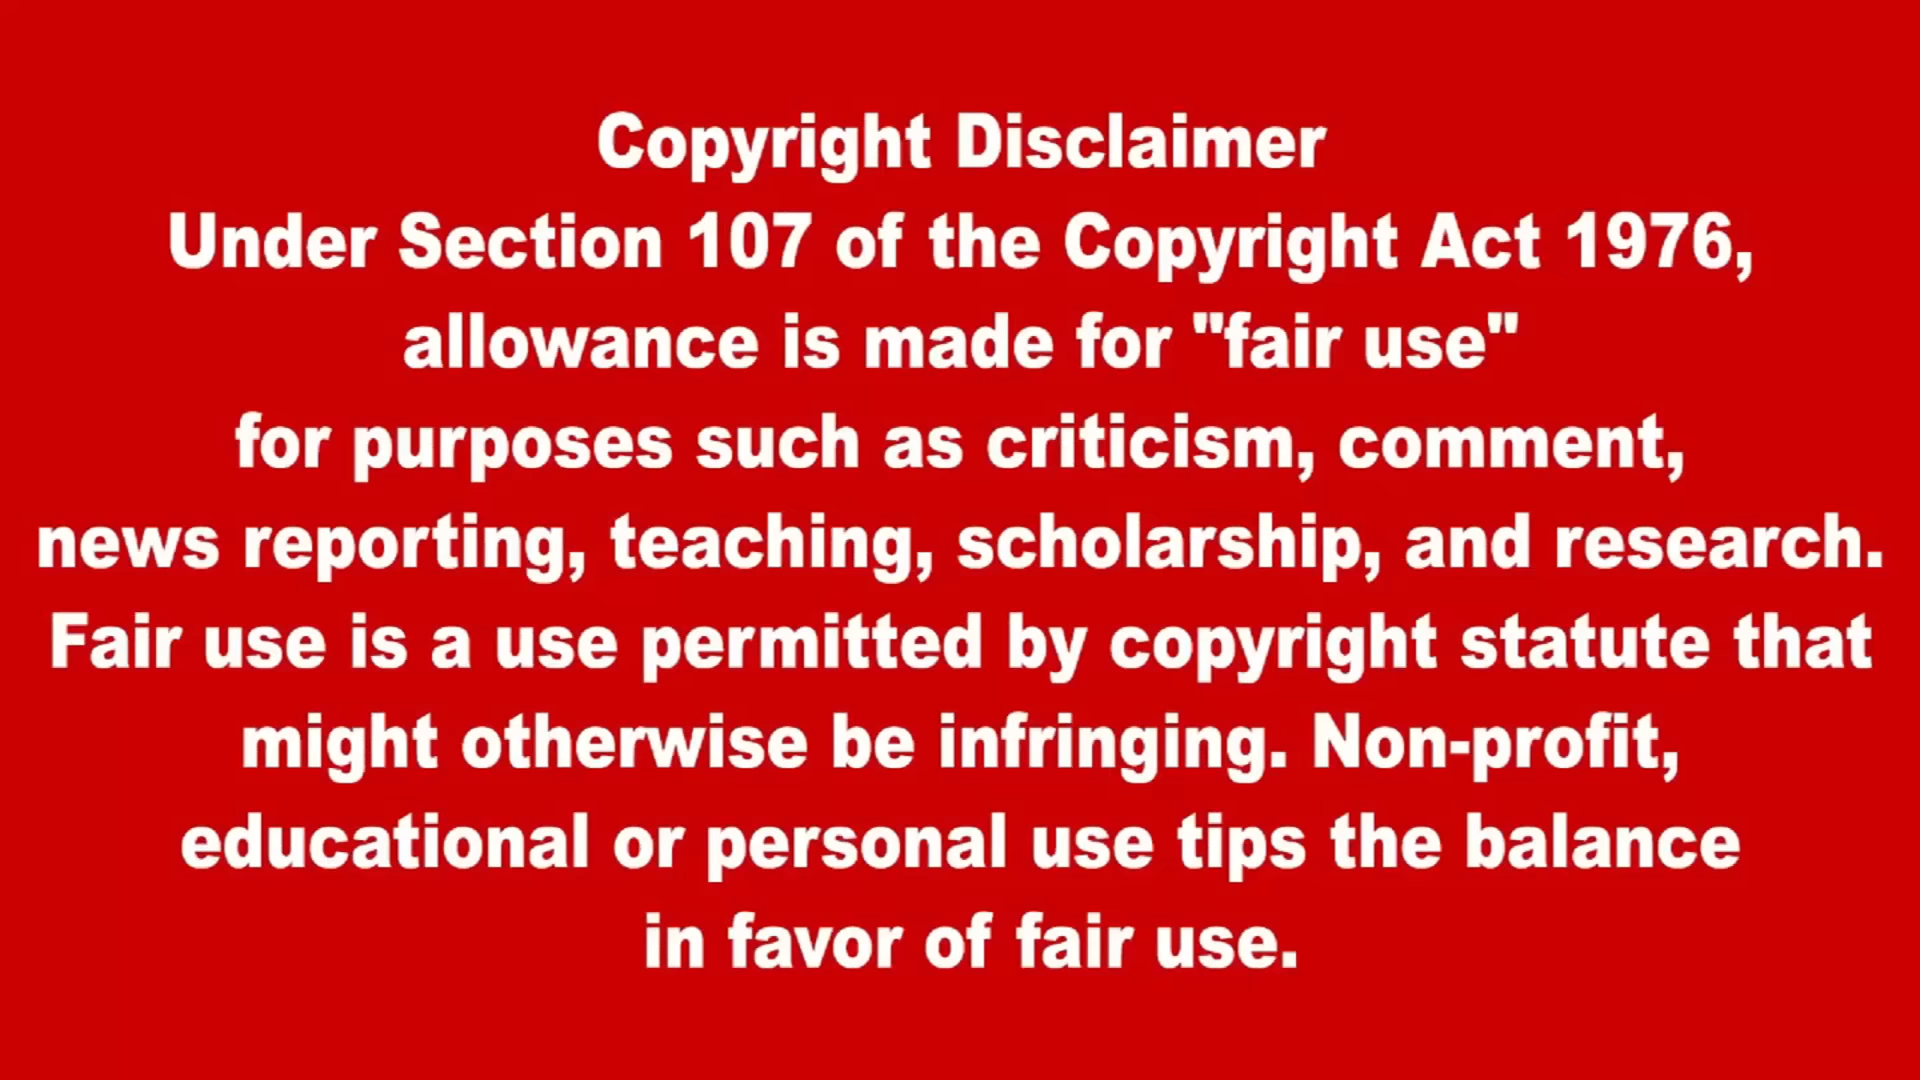 Copyright Disclaimer
Under Section 107 of the Copyright Act 1976,
allowance is made for "fair use"
for purposes such as criticism, comment,
news reporting, teaching, scholarship, and research.
Fair use is a use permitted by copyright statute that
might otherwise be infringing. Non-profit,
educational or personal use tips the balance
in favor of fair use.